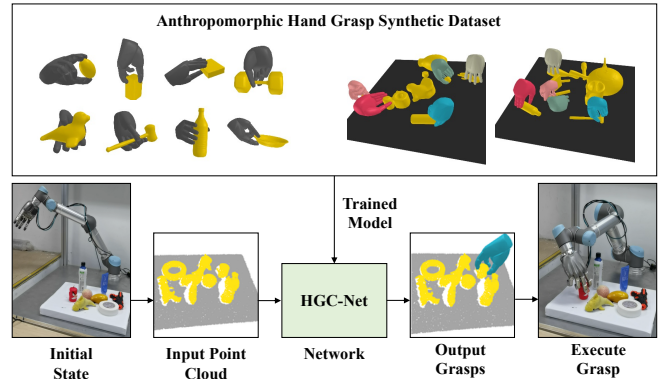 Anthropomorphic Hand Grasp Synthetic Dataset
Trained
Model
HGC-Net
Initial
State
Input Point
Cloud
Network
Output
Grasps
Execute
Grasp